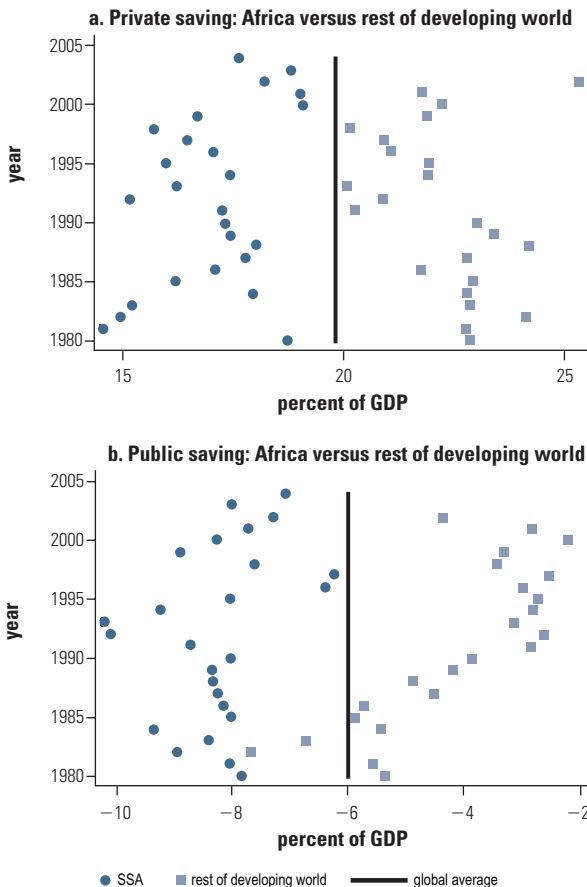 a. Private saving: Africa versus rest of developing world
2005
2000
1995
1990
1985
1980
year
15 20 25
percent of GDP
b. Public saving: Africa versus rest of developing world
2005
2000
1995
1990
1985
1980
year
−10 −8 −6 −4 −2
percent of GDP
SSA rest of developing world global average